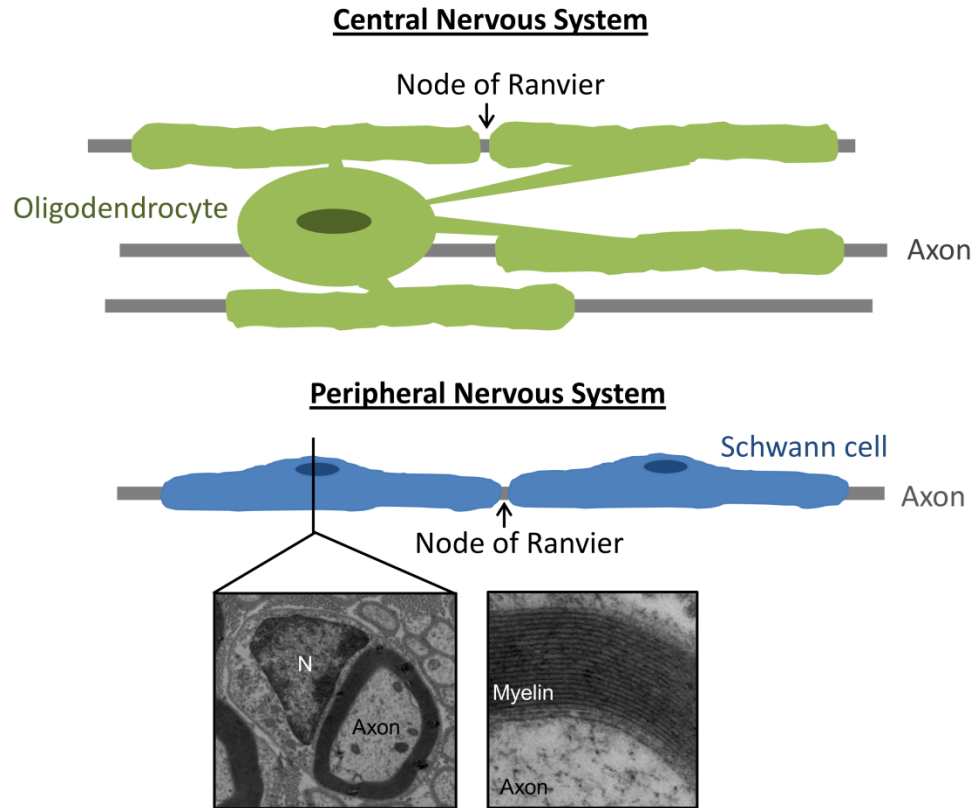 Central Nervous System
Node of Ranvier
Oligodendrocyte
Axon
Peripheral Nervous System
Schwann cell
Axon
Node of Ranvier
N
Axon
Myelin
Axon